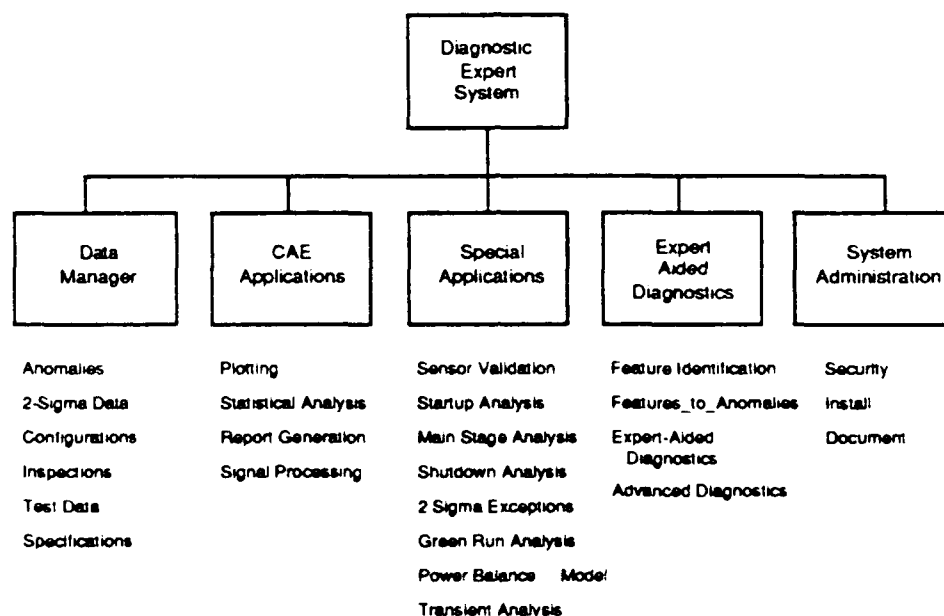 Diagnostic
Expert
System
Data
Manager
CAE
Applications
Special
Applications
Expert
Aided
Diagnostics
System
Administration
Anomalies
2-Sigma Data
Configurations
Inspections
Test Data
Specifications
Plotting
Statistical Analysis
Report Generation
Signal Processing
Sensor Validation
Startup Analysis
Main Stage Analysis
Shutdown Analysis
2 Sigma Exceptions
Green Run Analysis
Power Balance Model
Transient Analysis
Feature Identification
Features_to_Anomalies
Expert-Aided
Diagnostics
Advanced Diagnostics
Security
Install
Document